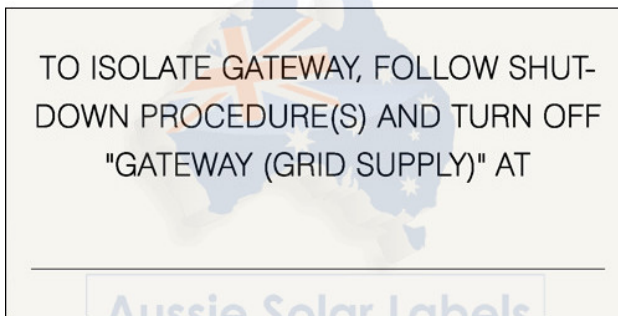 TO ISOLATE GATEWAY, FOLLOW SHUT-
DOWN PROCEDURE(S) AND TURN OFF
"GATEWAY (GRID SUPPLY)" AT
Aussie Solar Labels